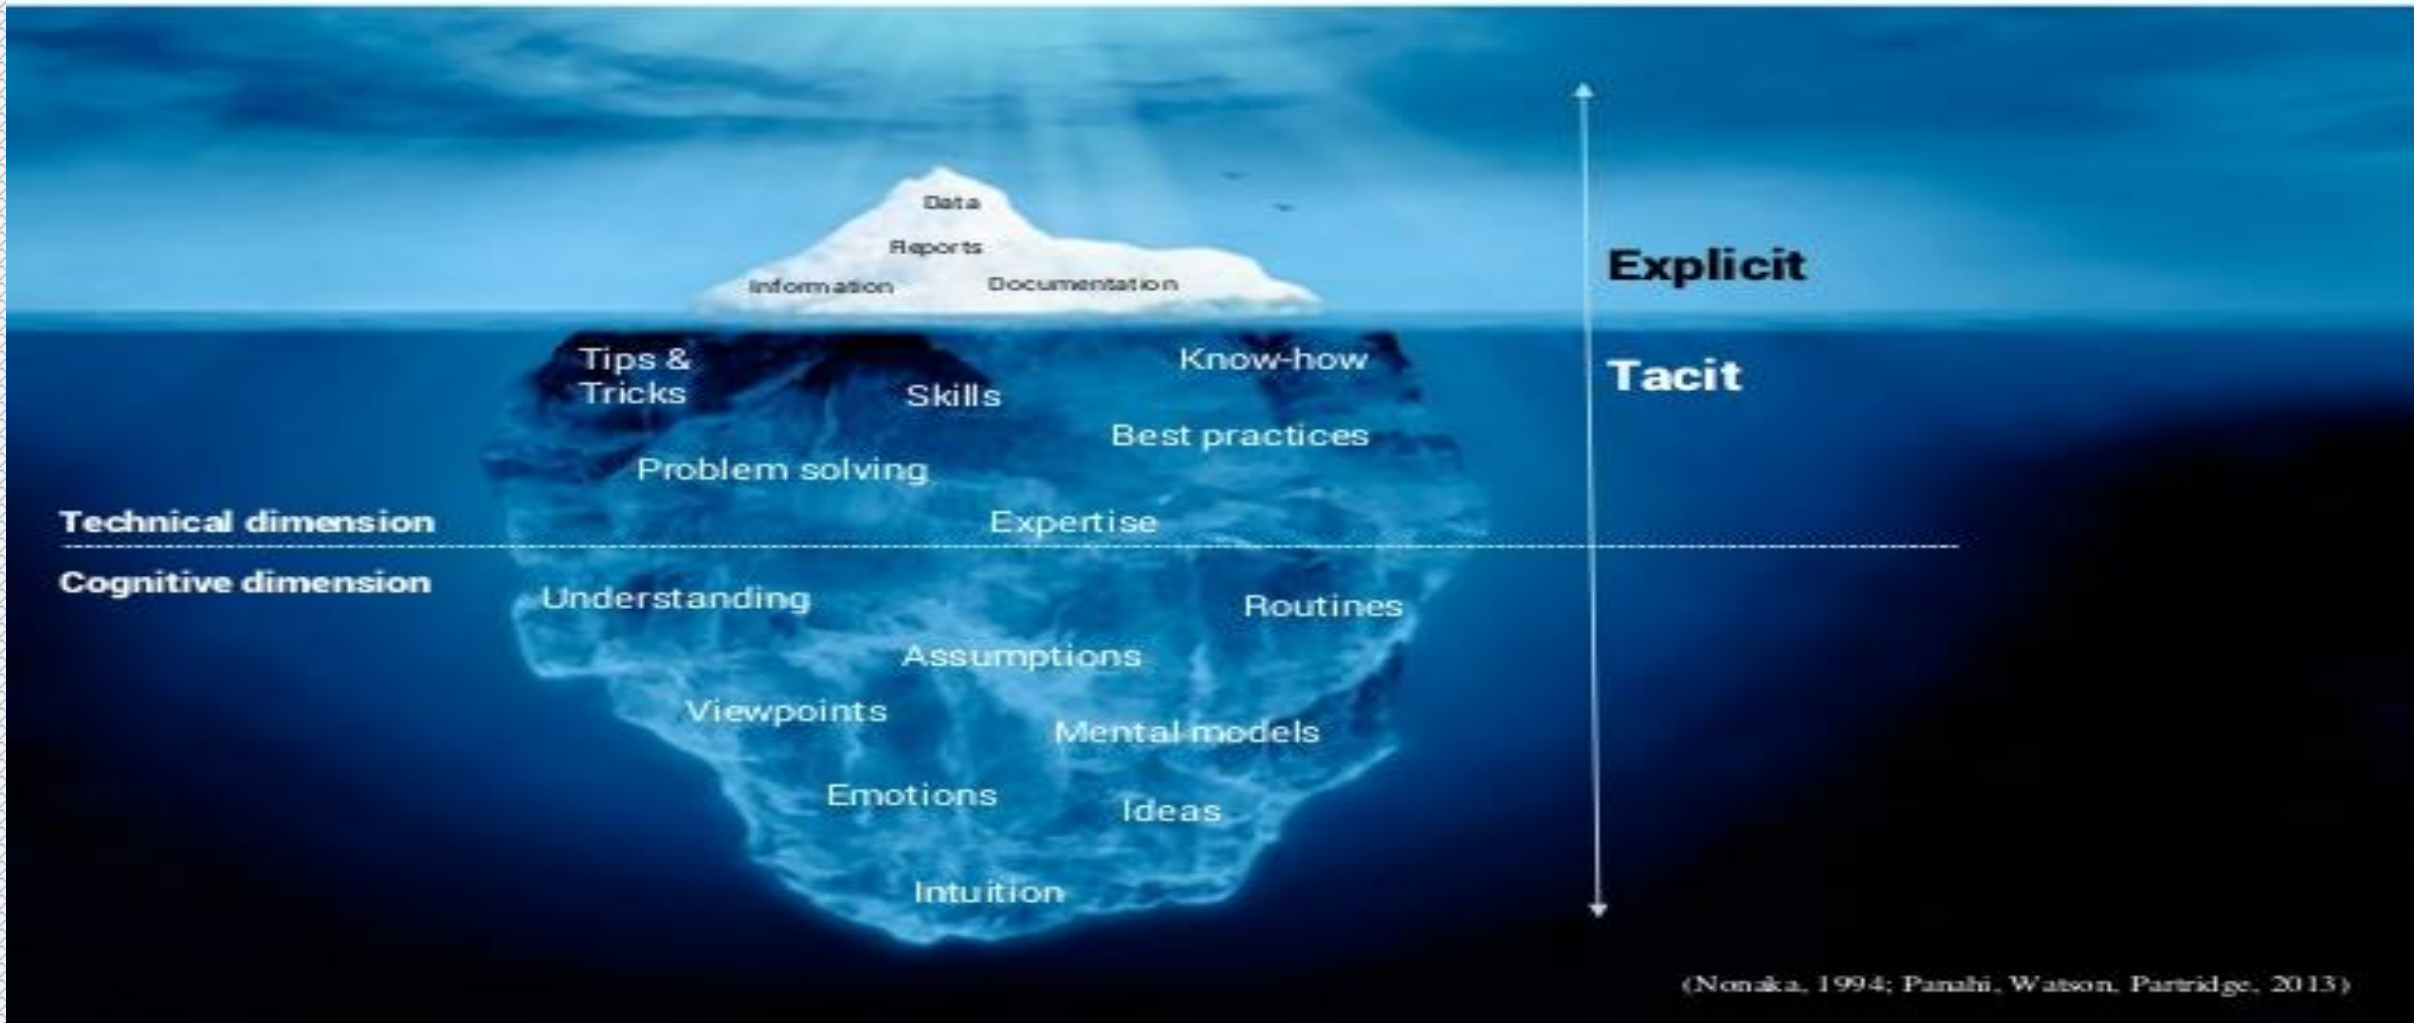 Data
Reports
Information
Documentation
Explicit
Tips &
Tricks
Know-how
Tacit
Skills
Best practices
Problem solving
Technical dimension
Expertise
Cognitive dimension
Understanding
Routines
Assumptions
Viewpoints
Mental models
Emotions
Ideas
Intuition
(Nonaka, 1994; Panahi, Watson, Partridge, 2013)